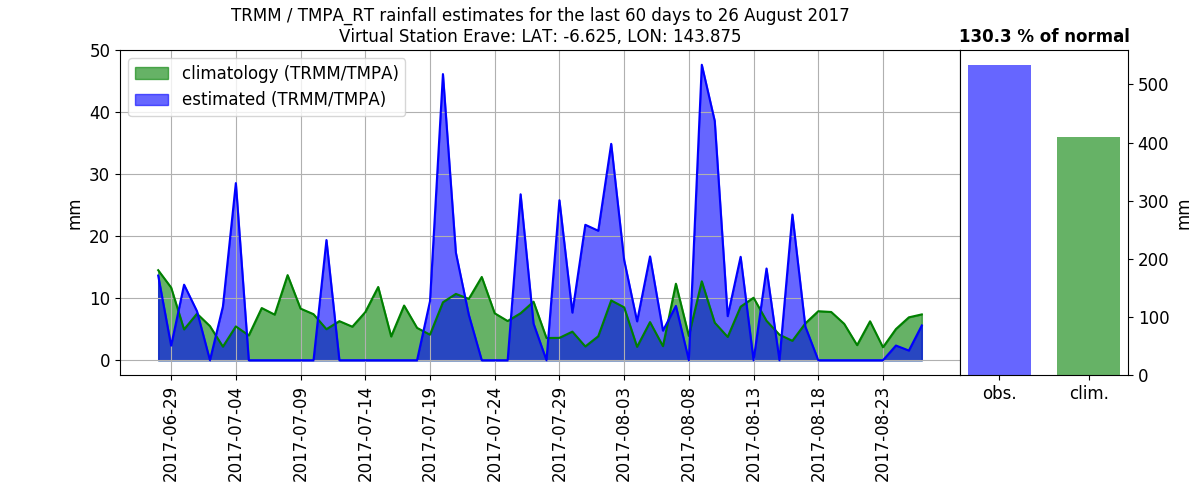 TRMM / TMPA_RT rainfall estimates for the last 60 days to 26 August 2017
Virtual Station Erave: LAT: -6.625, LON: 143.875
130.3 % of normal
climatology (TRMM/TMPA)
estimated (TRMM/TMPA)
50
40
30
20
10
0
mm
2017-06-29
2017-07-04
2017-07-09
2017-07-14
2017-07-19
2017-07-24
2017-07-29
2017-08-03
2017-08-08
2017-08-13
2017-08-18
2017-08-23
500
400
300
200
100
0
mm
obs.
clim.